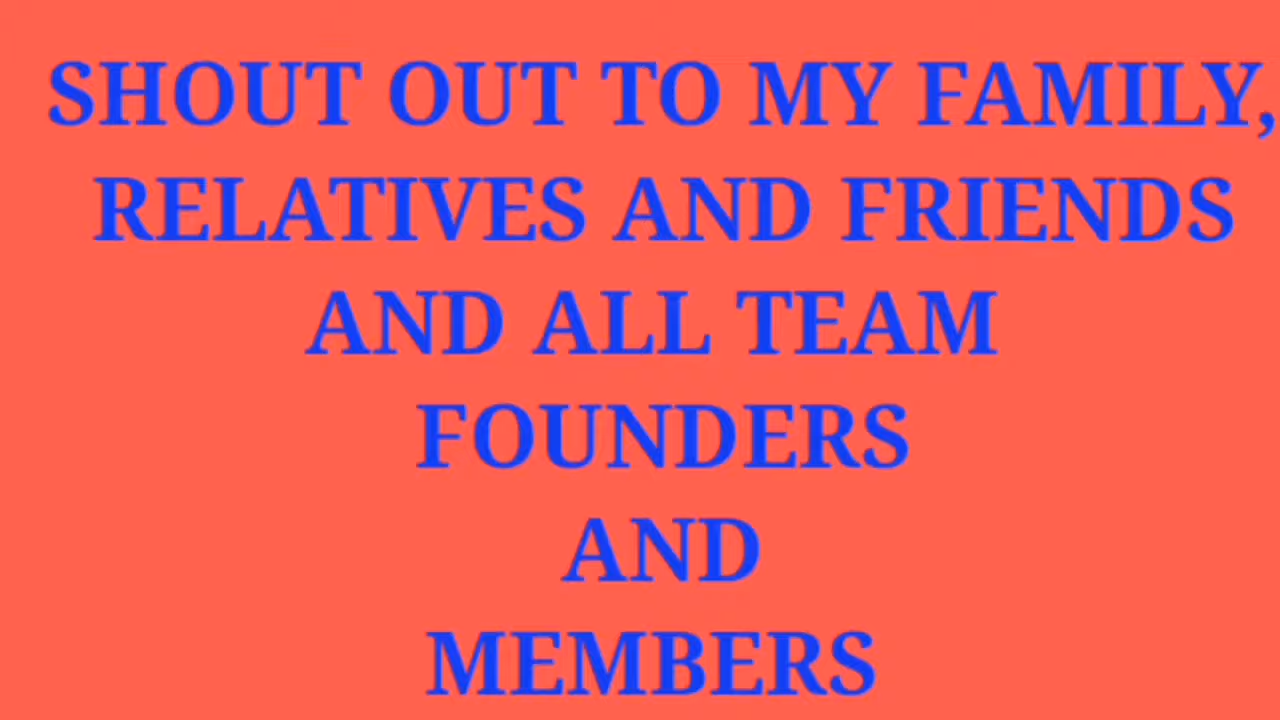 SHOUT OUT TO MY FAMILY,
RELATIVES AND FRIENDS
AND ALL TEAM
FOUNDERS
AND
MEMBERS